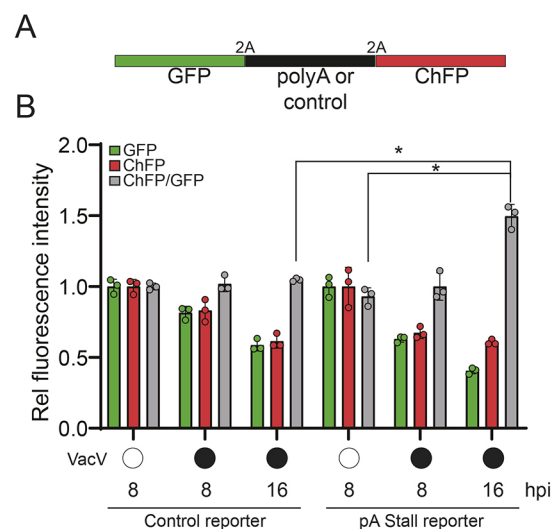 A
2A 2A
GFP polyA or ChFP
control
B
2.0
GFP
ChFP
ChFP/GFP
*
*
1.5
1.0
0.5
0.0
Rel fluorescence intensity
VacV
8 8 16 8 8 16 hpi
Control reporter pA Stall reporter